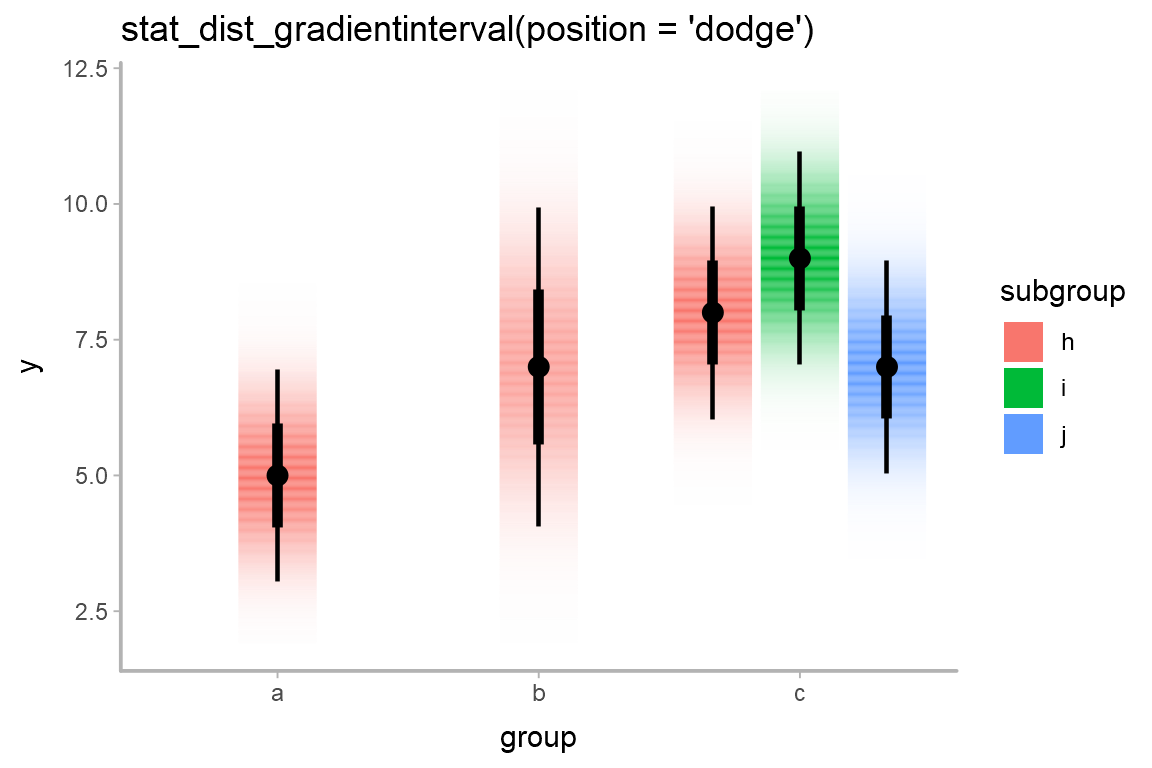 stat_dist_gradientinterval(position = 'dodge')
12.5
10.0
7.5
5.0
2.5
y
a
b
c
group
subgroup
h
i
j